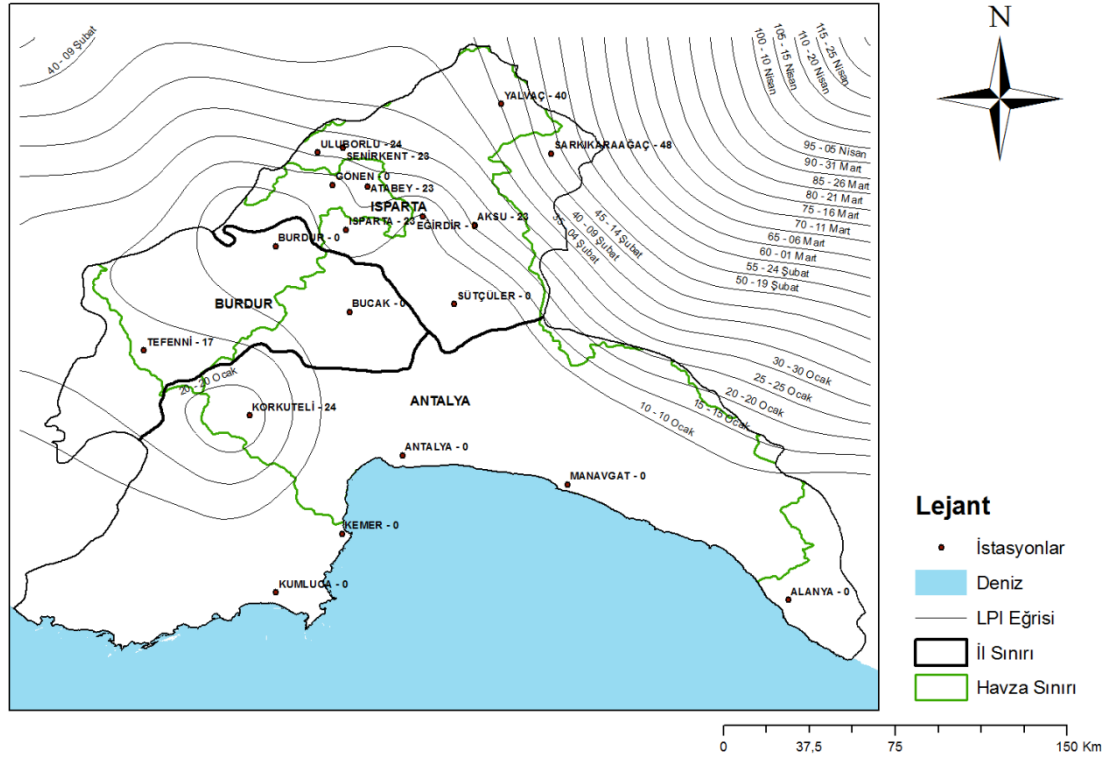 N
40 - 09 Şubat
115 - 25 Nisan
110 - 20 Nisan
105 - 15 Nisan
100 - 10 Nisan
95 - 05 Nisan
90 - 31 Mart
85 - 26 Mart
80 - 21 Mart
75 - 16 Mart
70 - 11 Mart
65 - 06 Mart
60 - 01 Mart
55 - 24 Şubat
50 - 19 Şubat
45 - 14 Şubat
40 - 09 Şubat
35 - 04 Şubat
YALVAÇ - 40
ULUBORLU - 24
SENİRKENT - 23
SARKIKARAAĞAÇ - 48
GÖNEN - 0
ATABEY - 23
ISPARTA
ISPARTA - 23
EĞİRDİR -
AKSU - 23
BURDUR - 0
BURDUR
BUCAK - 0
SÜTÇÜLER - 0
TEFENNİ - 17
20 - 20 Ocak
KORKUTELİ - 24
ANTALYA
30 - 30 Ocak
25 - 25 Ocak
20 - 20 Ocak
15 - 15 Ocak
10 - 10 Ocak
ANTALYA - 0
MANAVGAT - 0
KEMER - 0
KUMLUCA - 0
ALANYA - 0
Lejant
İstasyonlar
Deniz
LPI Eğrisi
İl Sınırı
Havza Sınırı
0 37,5 75 150 Km